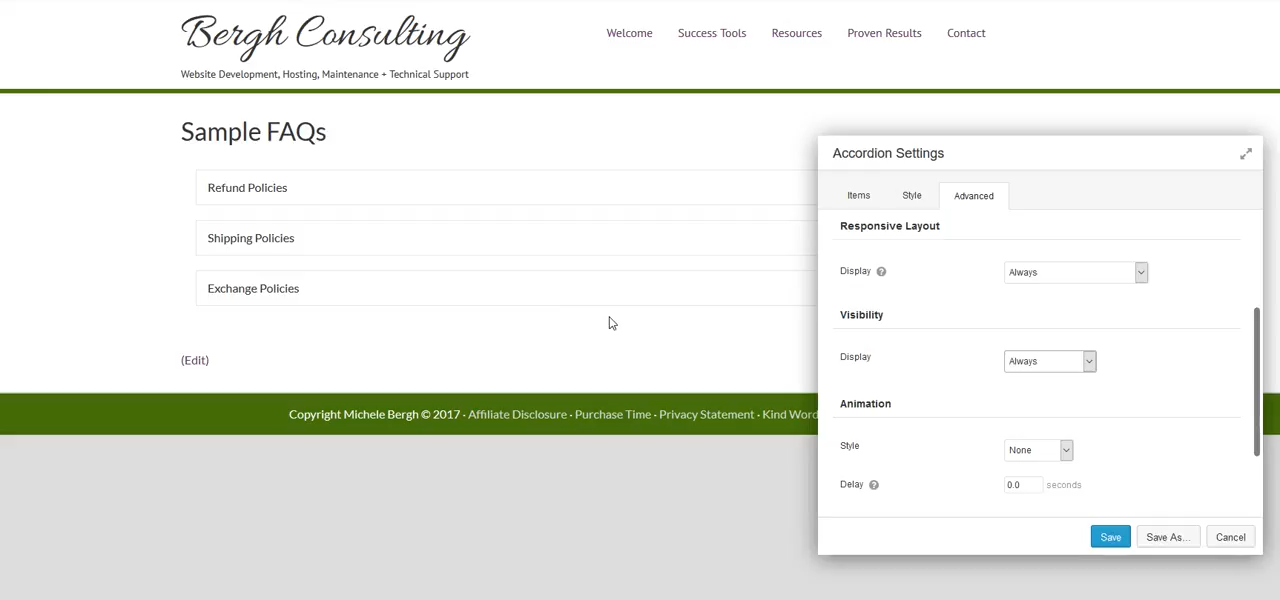 Bergh Consulting
Website Development, Hosting, Maintenance + Technical Support
Welcome Success Tools Resources Proven Results Contact
Sample FAQs
Refund Policies
Shipping Policies
Exchange Policies
(Edit)
Copyright Michele Bergh © 2017 · Affiliate Disclosure · Purchase Time · Privacy Statement · Kind Word
Accordion Settings
Items Style Advanced
Responsive Layout
Display ? Always
Visibility
Display Always
Animation
Style None
Delay ? 0.0 seconds
Save Save As... Cancel